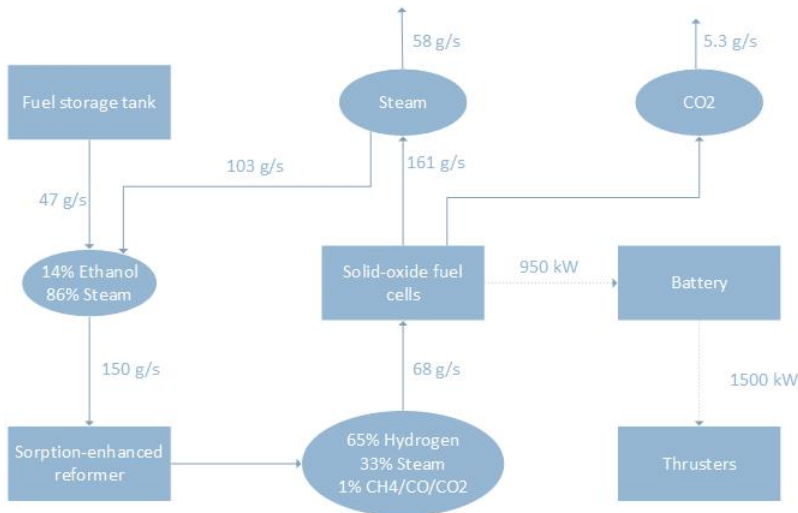 58 g/s
5.3 g/s
Fuel storage tank
Steam
CO2
103 g/s
161 g/s
47 g/s
14% Ethanol
86% Steam
Solid-oxide fuel
cells
950 kW
Battery
150 g/s
68 g/s
1500 kW
Sorption-enhanced
reformer
65% Hydrogen
33% Steam
1% CH4/CO/CO2
Thrusters